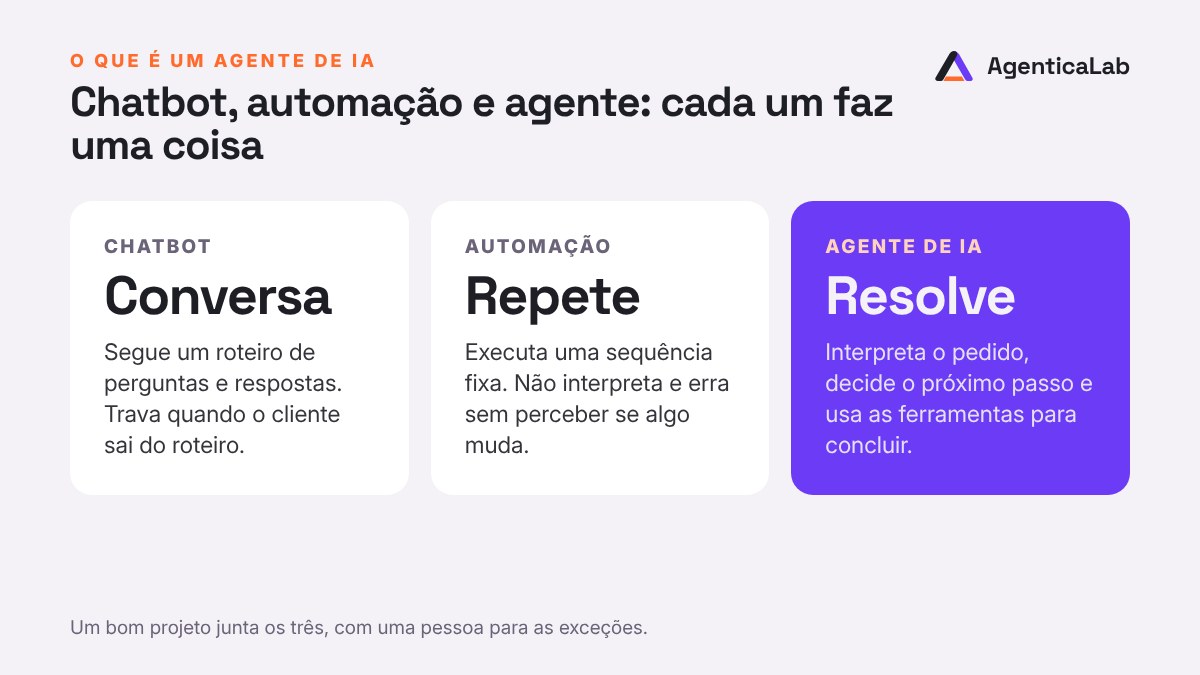 O QUE É UM AGENTE DE IA
AgenticaLab
Chatbot, automação e agente: cada um faz
uma coisa
CHATBOT
Conversa
Segue um roteiro de
perguntas e respostas.
Trava quando o cliente
sai do roteiro.
AUTOMAÇÃO
Repete
Executa uma sequência
fixa. Não interpreta e erra
sem perceber se algo
muda.
AGENTE DE IA
Resolve
Interpreta o pedido,
decide o próximo passo e
usa as ferramentas para
concluir.
Um bom projeto junta os três, com uma pessoa para as exceções.